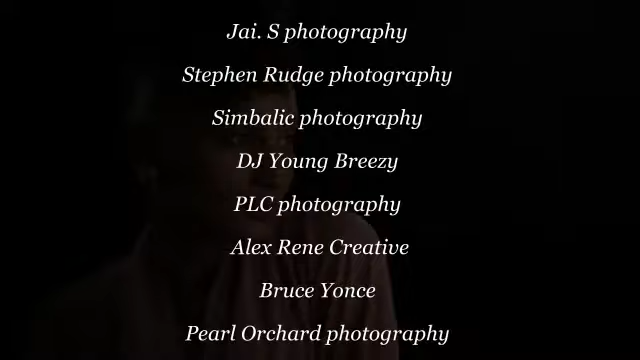 Jai. S photography
Stephen Rudge photography
Simbalic photography
DJ Young Breezy
PLC photography
Alex Rene Creative
Bruce Yonce
Pearl Orchard photography